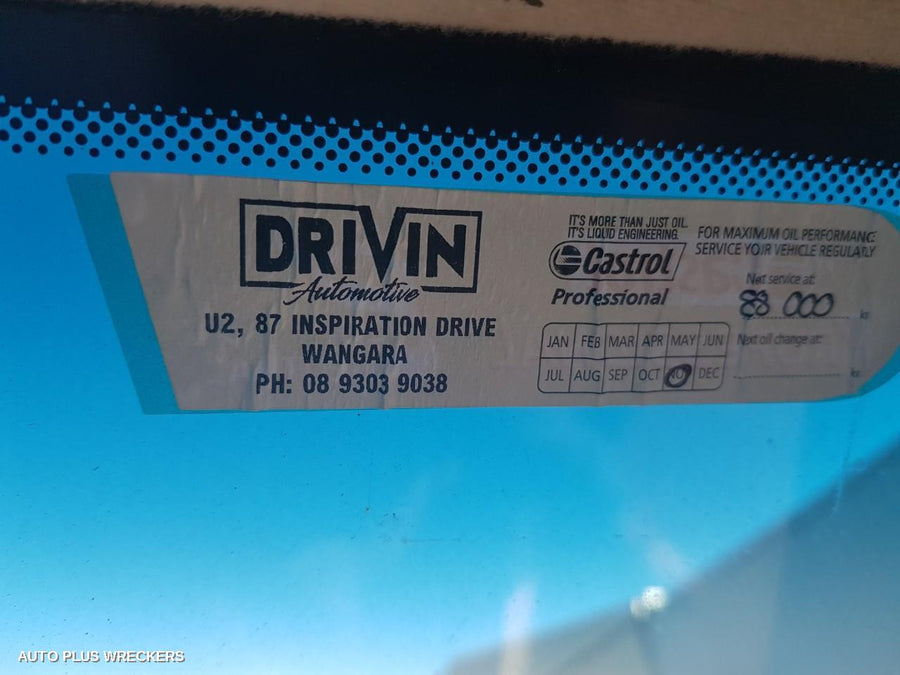 DRIVIN
Automotive
U2, 87 INSPIRATION DRIVE
WANGARA
PH: 08 9303 9038
IT'S MORE THAN JUST OIL.
IT'S LIQUID ENGINEERING.
Castrol
Professional
JAN FEB MAR APR MAY JUN
JUL AUG SEP OCT NOV DEC
FOR MAXIMUM OIL PERFORMANCE
SERVICE YOUR VEHICLE REGULARLY
Next service at:
88 000 km
Next oil change at:
km
AUTO PLUS WRECKERS